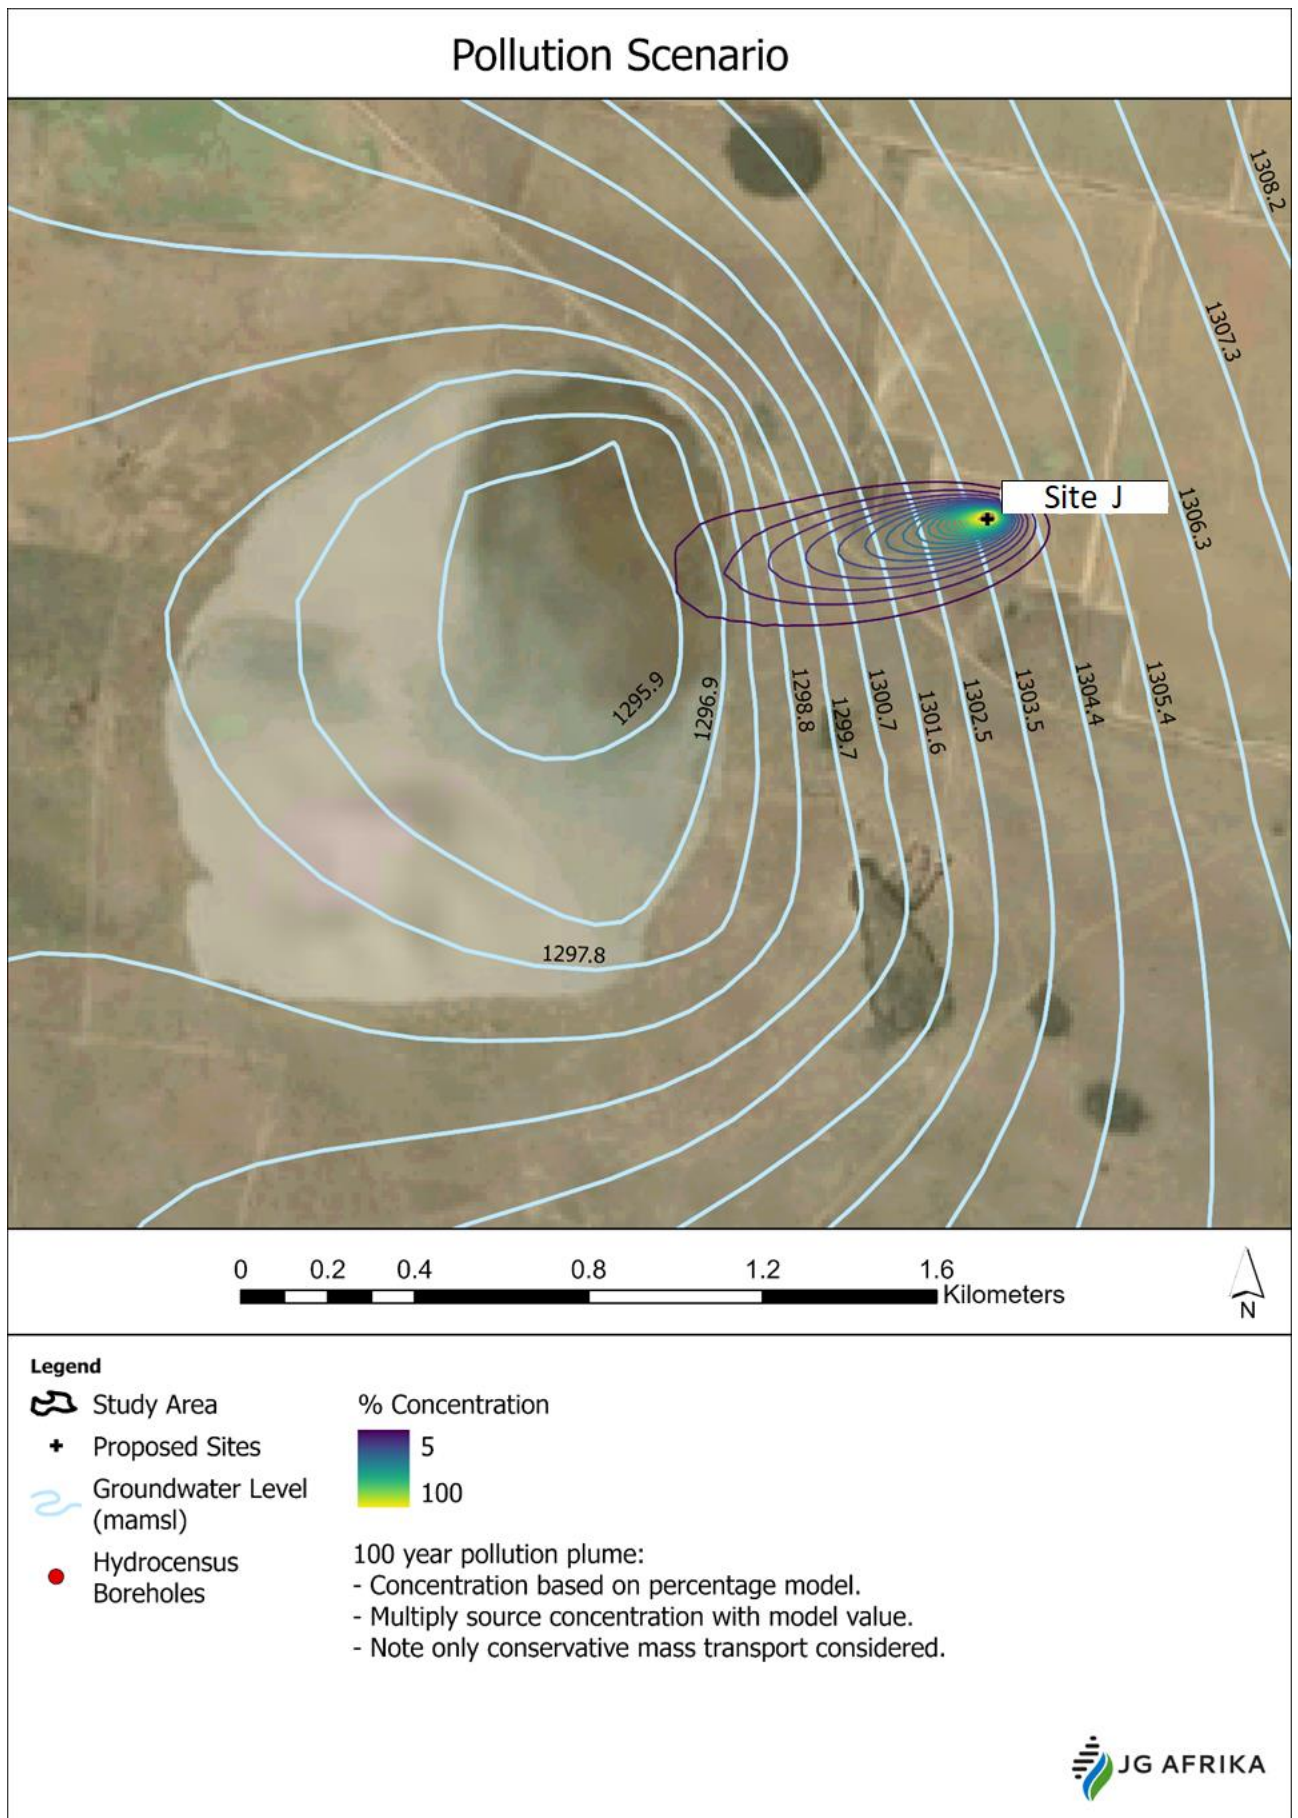 Pollution Scenario
1308.2
1307.3
1306.3
Site J
1295.9
1296.9
1298.8
1299.7
1300.7
1301.6
1302.5
1303.5
1304.4
1305.4
1297.8
0 0.2 0.4 0.8 1.2 1.6
Kilometers
N
Legend
Study Area
Proposed Sites
Groundwater Level
(mamsl)
Hydrocensus
Boreholes
% Concentration
5
100
100 year pollution plume:
- Concentration based on percentage model.
- Multiply source concentration with model value.
- Note only conservative mass transport considered.
JG AFRIKA